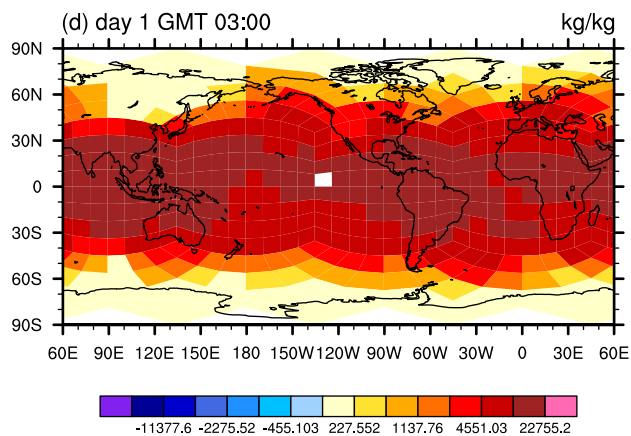 (d) day 1 GMT 03:00 kg/kg
90N
60N
30N
0
30S
60S
90S
60E 90E 120E 150E 180 150W 120W 90W 60W 30W 0 30E 60E
-11377.6 -2275.52 -455.103 227.552 1137.76 4551.03 22755.2